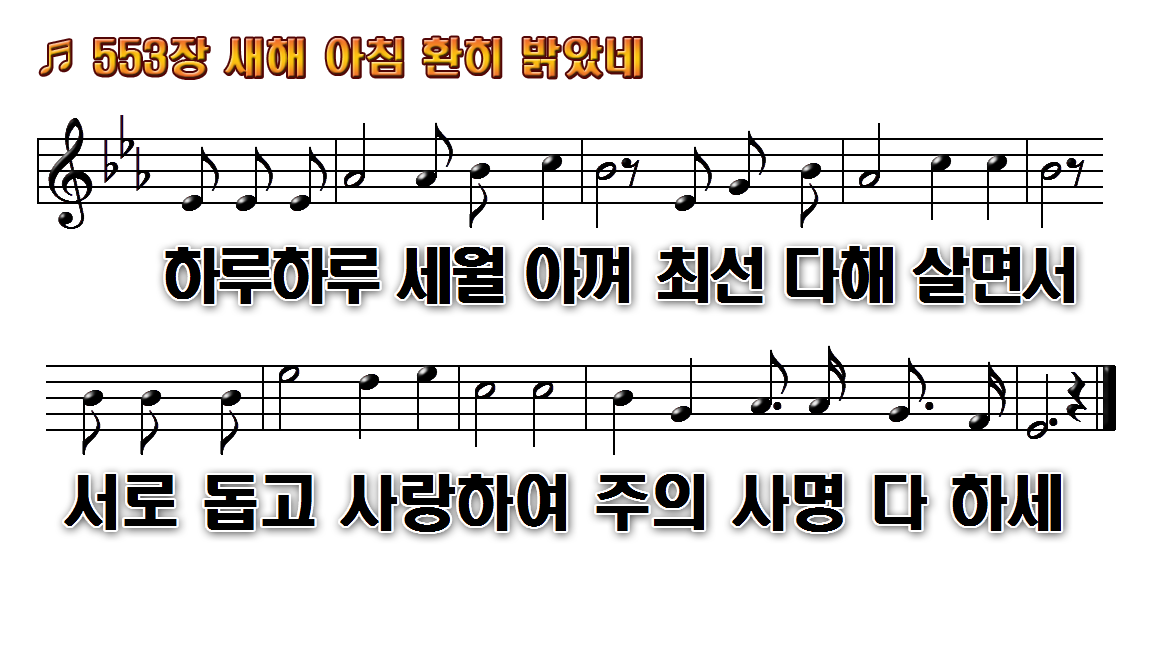 ♬ 553장 새해 아침 환히 밝았네
하루하루 세월 아껴 최선 다해 살면서
서로 돕고 사랑하여 주의 사명 다 하세